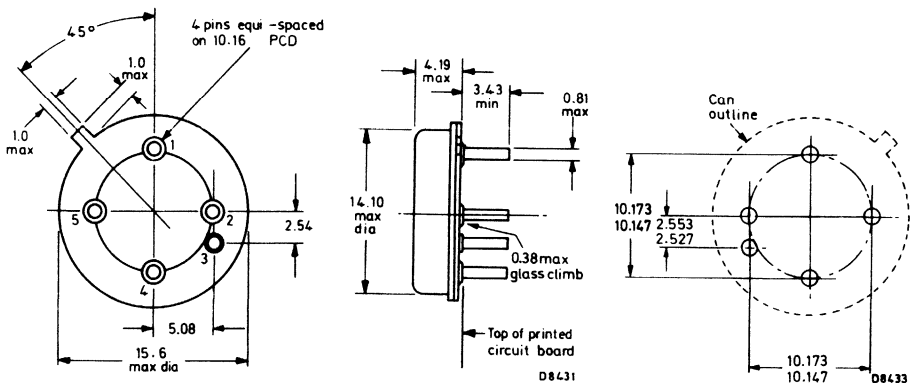 45°
4 pins equi-spaced
on 10.16 PCD
1.0
max
1.0
max
1
5
2
3
4
2.54
5.08
15.6
max dia
4.19
max
3.43
min
0.81
max
14.10
max
dia
0.38max
glass climb
Top of printed
circuit board
D8431
Can
outline
10.173
10.147
2.553
2.527
10.173
10.147
D8433